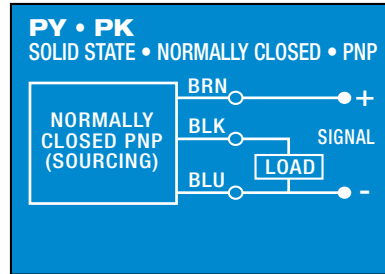 PY • PK
SOLID STATE • NORMALLY CLOSED • PNP
BRN
+
NORMALLY
CLOSED PNP
(SOURCING)
BLK
SIGNAL
LOAD
BLU
-